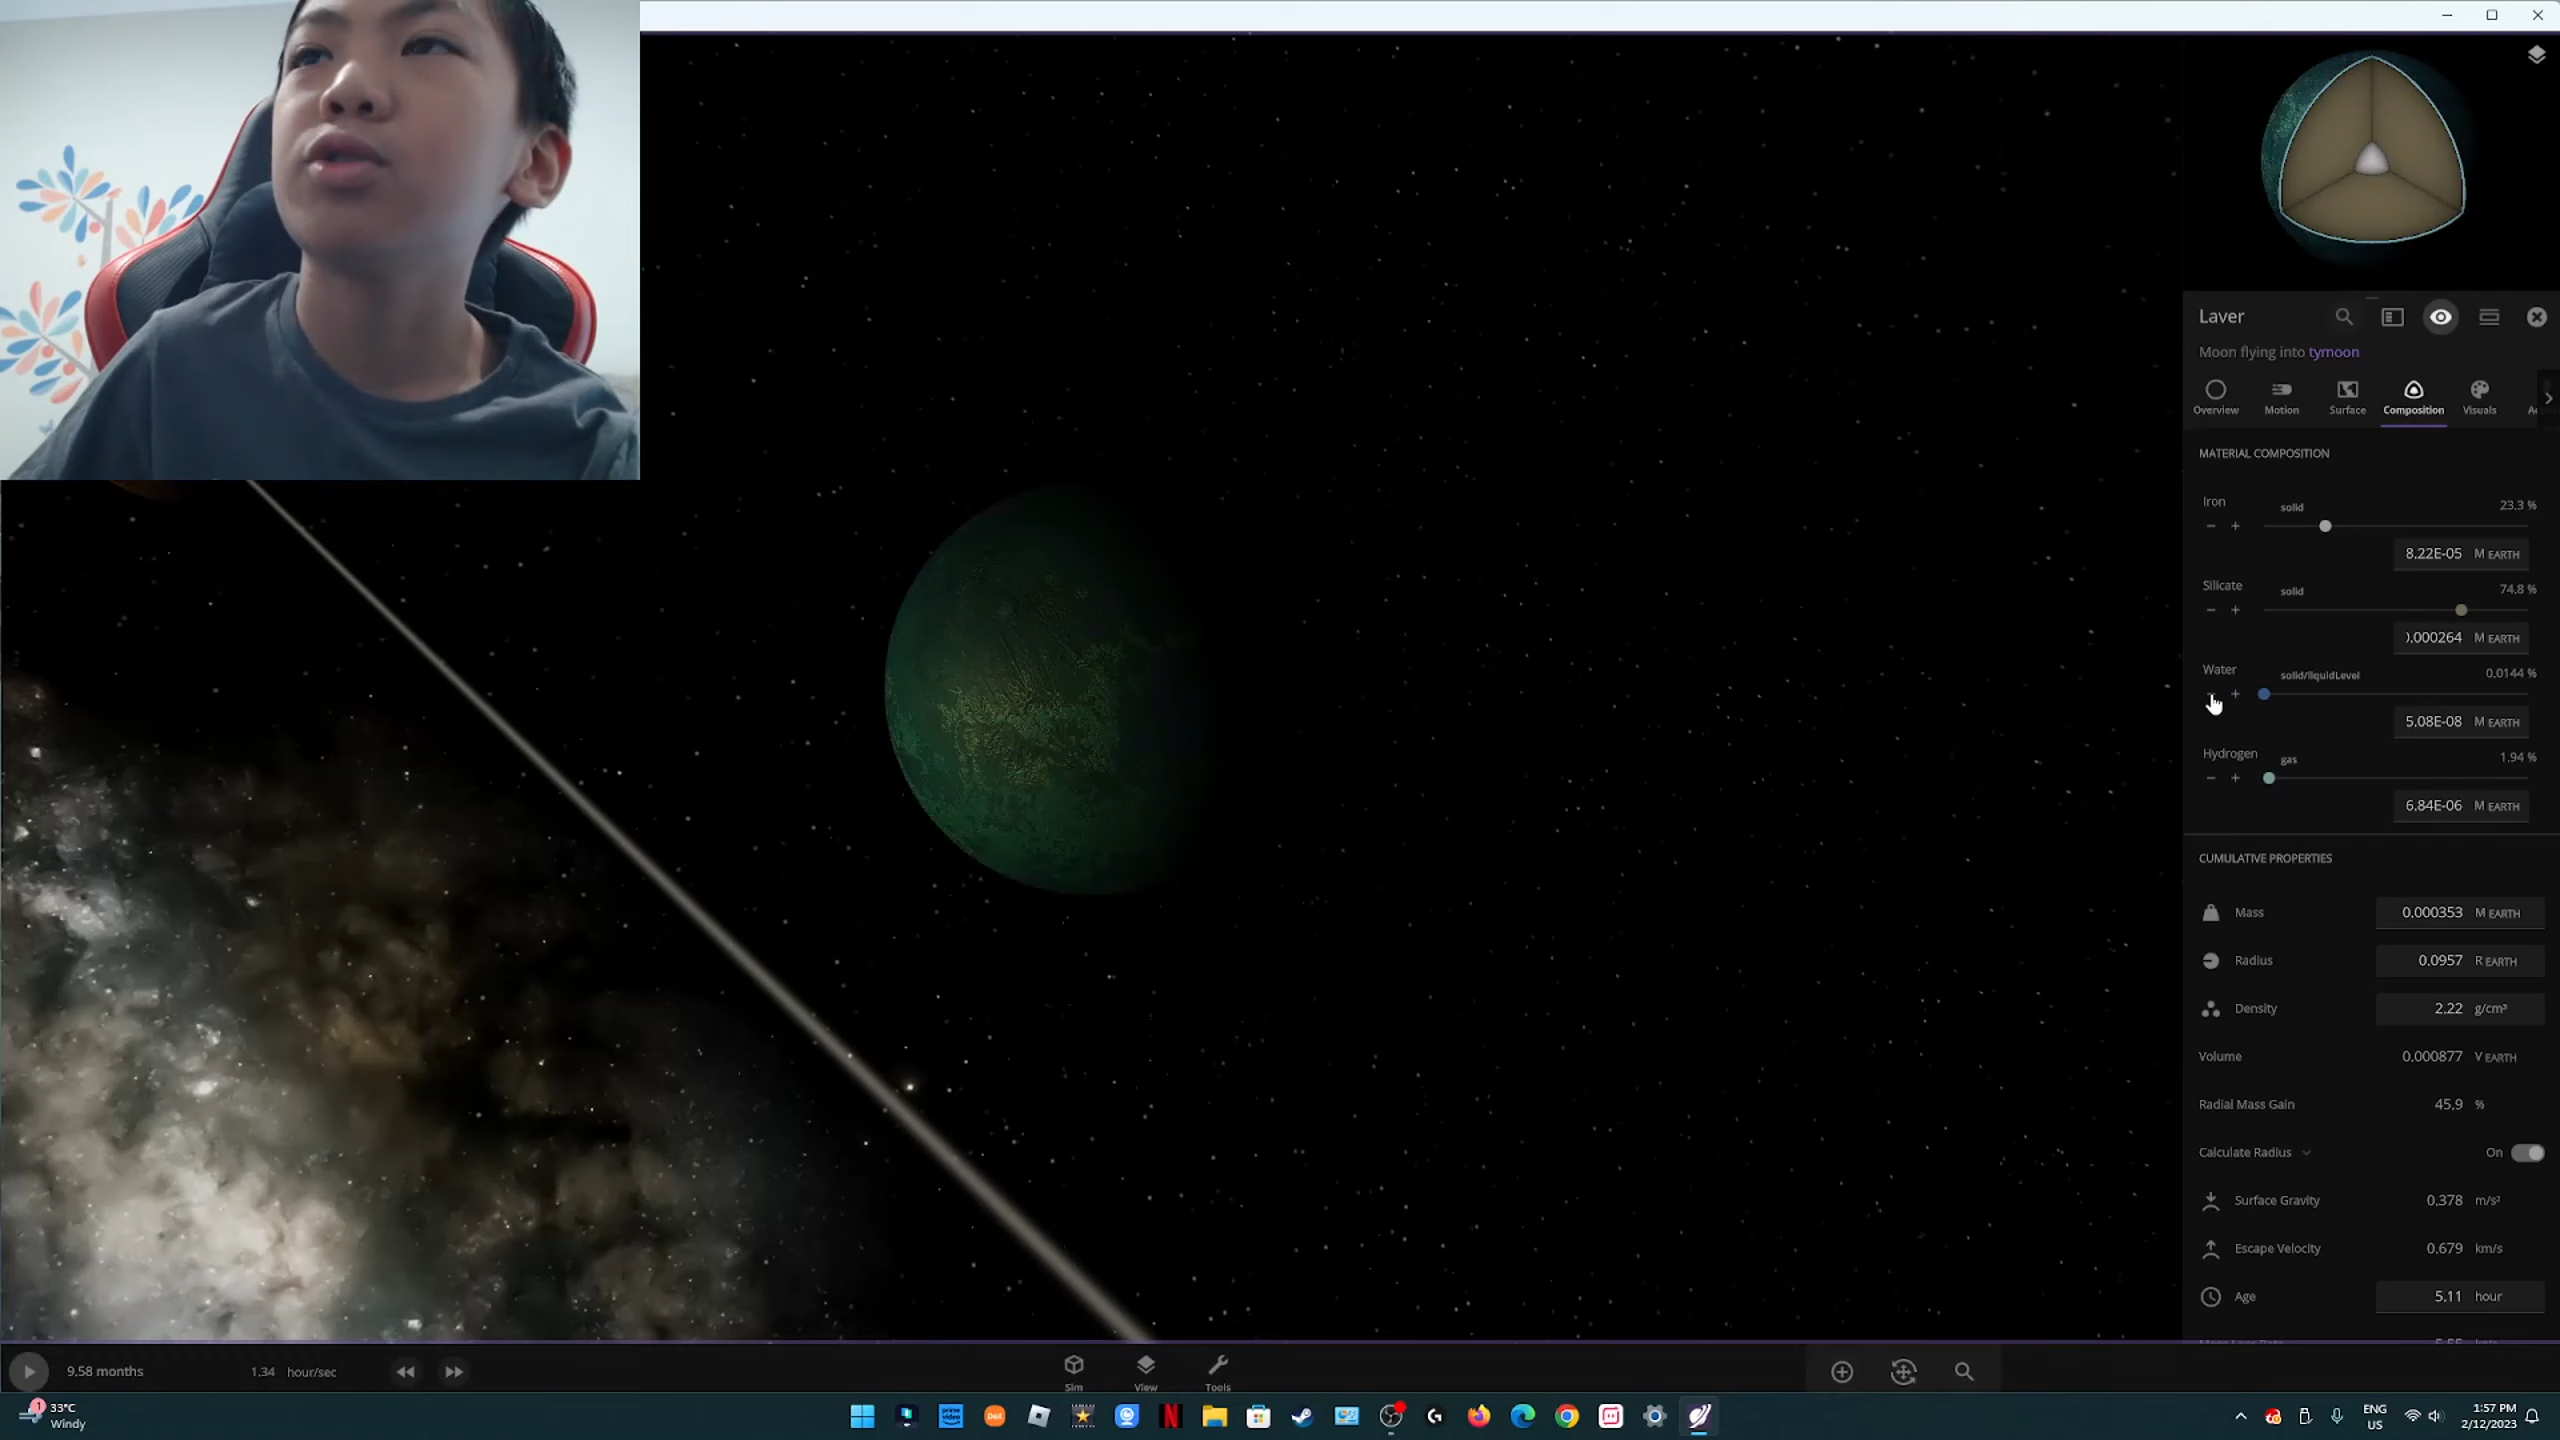 Laver
Moon flying into tymoon
Overview Motion Surface Composition Visuals
MATERIAL COMPOSITION
Iron solid 23.3 %
8.22E-05 M EARTH
Silicate solid 74.8 %
0.000264 M EARTH
Water solid/liquidLevel 0.0144 %
5.08E-08 M EARTH
Hydrogen gas 1.94 %
6.84E-06 M EARTH
CUMULATIVE PROPERTIES
Mass 0.000353 M EARTH
Radius 0.0957 R EARTH
Density 2.22 g/cm³
Volume 0.000877 V EARTH
Radial Mass Gain 45.9 %
Calculate Radius On
Surface Gravity 0.378 m/s²
Escape Velocity 0.679 km/s
Age 5.11 hour
9.58 months 1.34 hour/sec
Sim View Tools
1 33°C
Windy
prime video
DeX
N
G
ENG
US
1:57 PM
2/12/2023